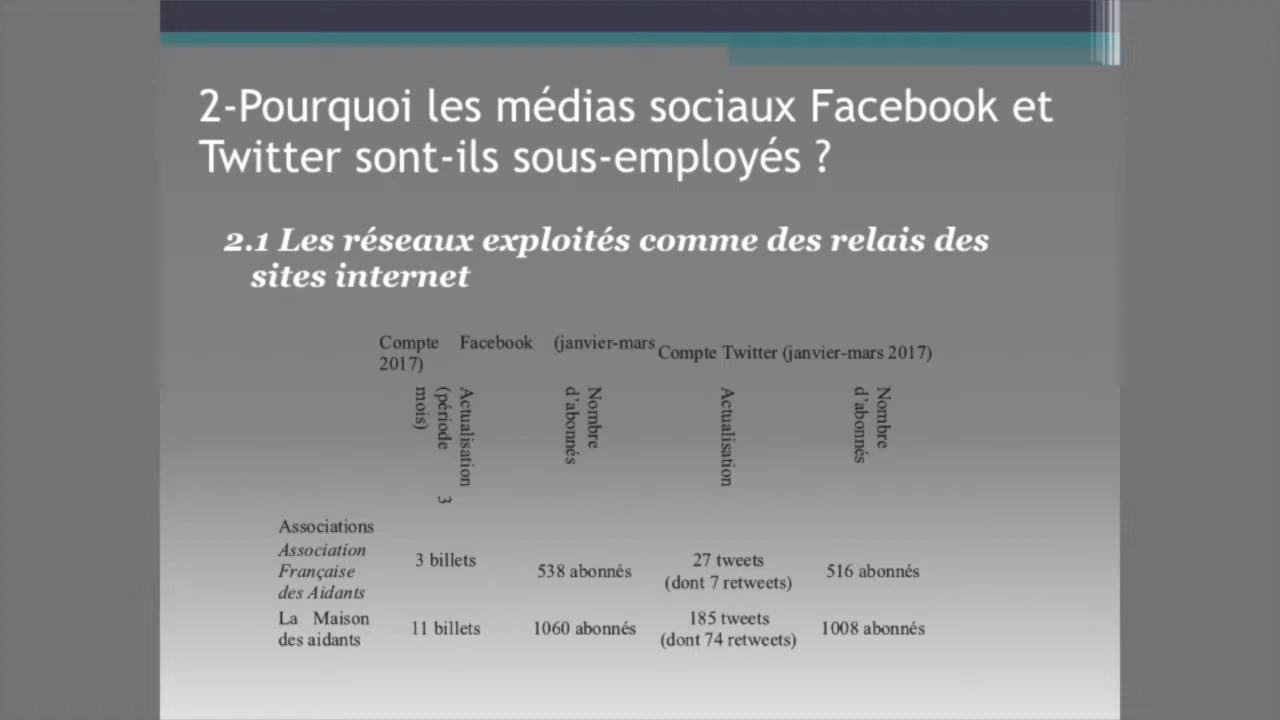 2-Pourquoi les médias sociaux Facebook et
Twitter sont-ils sous-employés ?
2.1 Les réseaux exploités comme des relais des
sites internet
Compte Facebook (janvier-mars
2017)
Compte Twitter (janvier-mars 2017)
Actualisation
(période 3
mois)
Nombre
d'abonnés
Actualisation
Nombre
d'abonnés
Associations
Association
Française
des Aidants
3 billets
538 abonnés
27 tweets
(dont 7 retweets)
516 abonnés
La Maison
des aidants
11 billets
1060 abonnés
185 tweets
(dont 74 retweets)
1008 abonnés